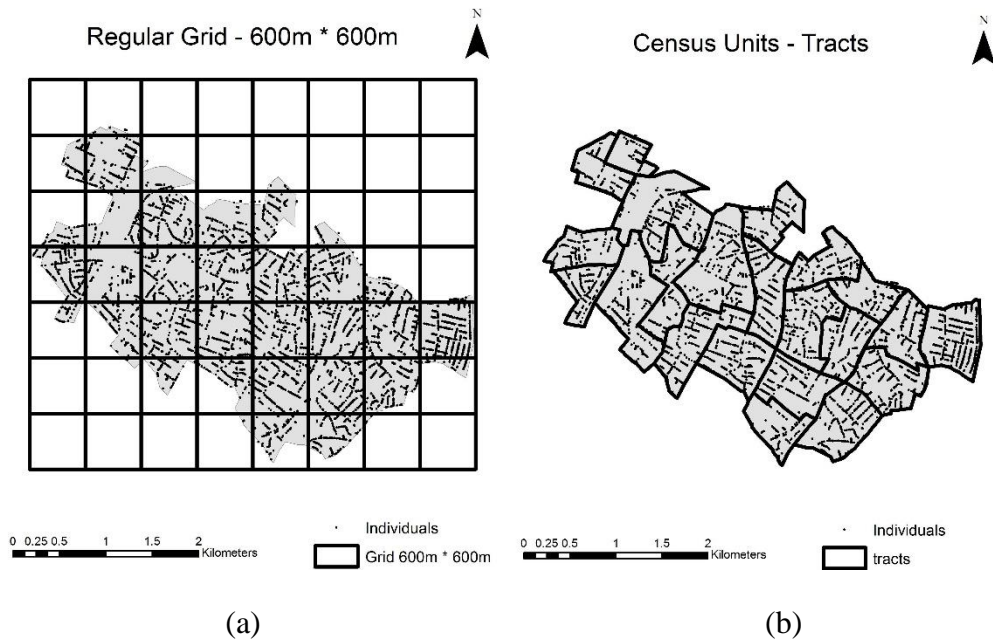 N
Regular Grid - 600m * 600m
Individuals
0 0.25 0.5 1 1.5 2
Kilometers
Grid 600m * 600m
(a)
N
Census Units - Tracts
Individuals
0 0.25 0.5 1 1.5 2
Kilometers
tracts
(b)